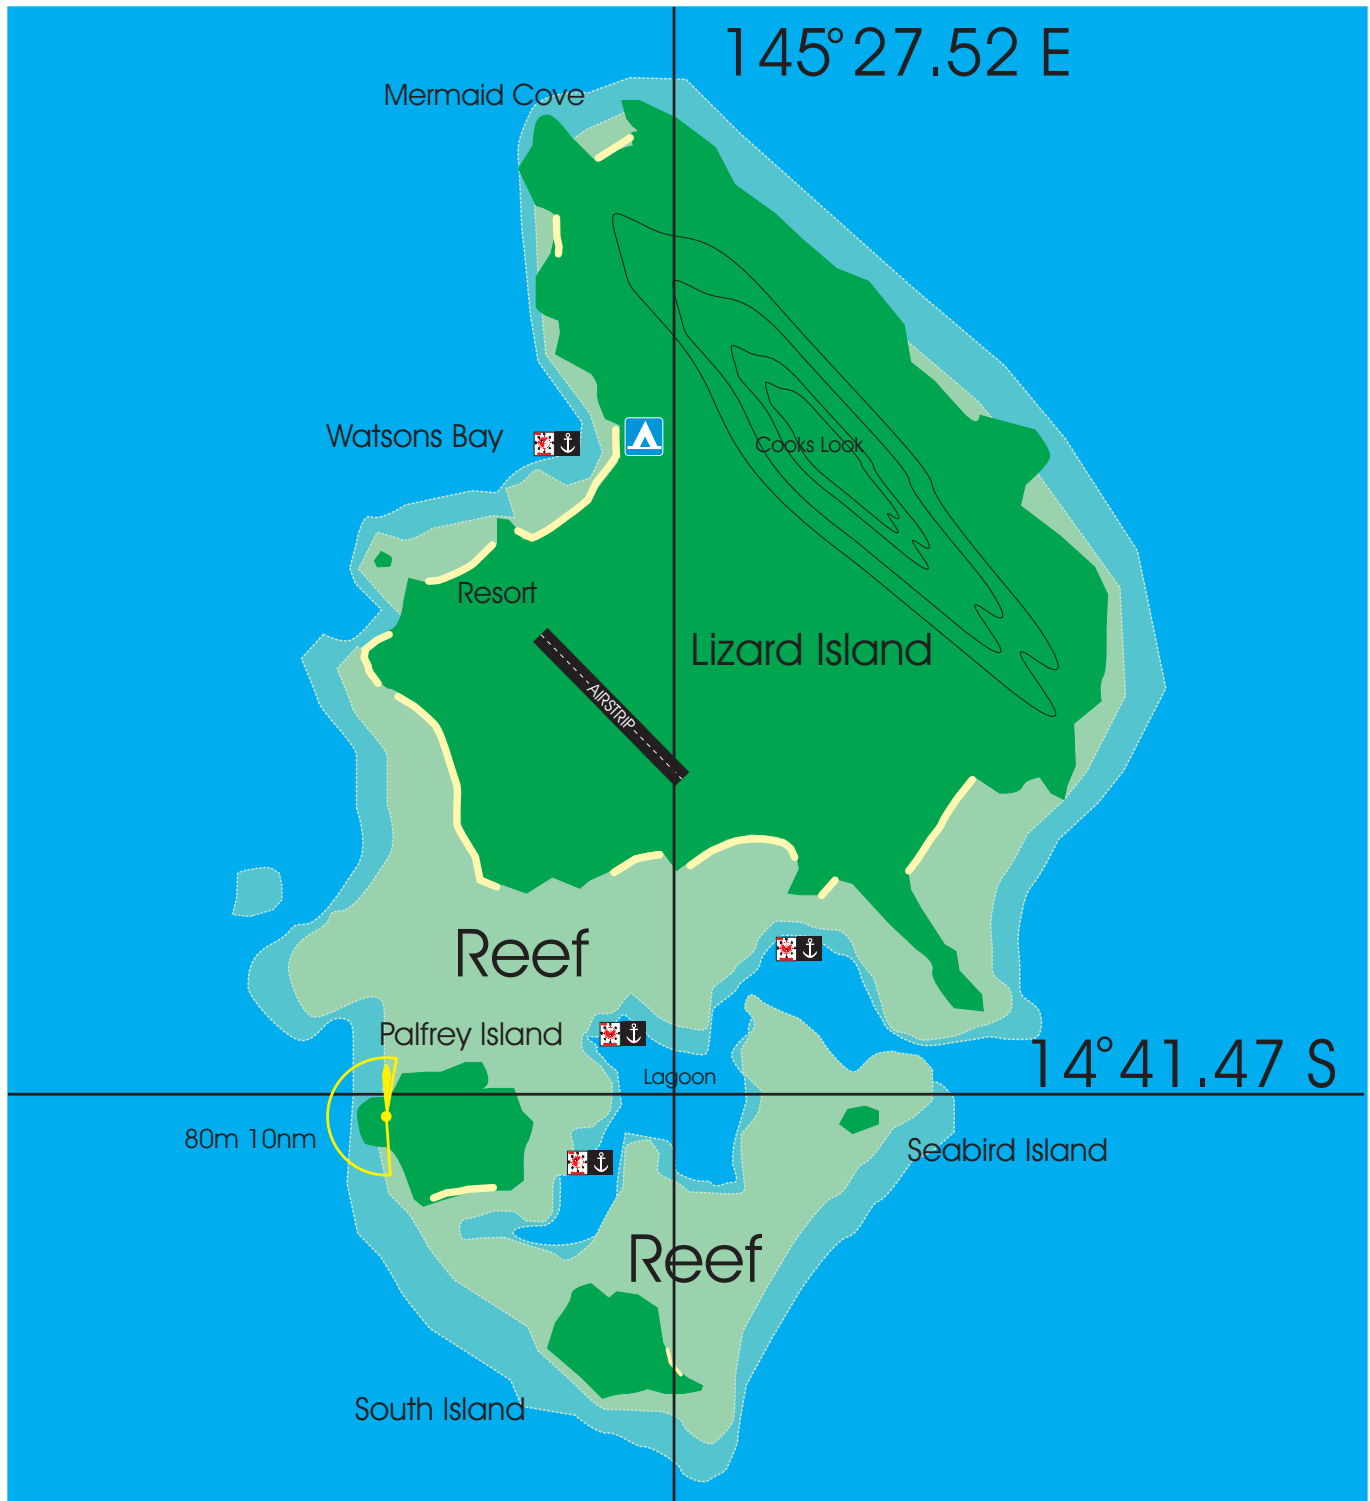 145°27.52 E
Mermaid Cove
Watsons Bay
Cooks Look
Resort
Lizard Island
AIRSTRIP
Reef
Palfrey Island
14°41.47 S
Lagoon
80m 10nm
Seabird Island
Reef
South Island